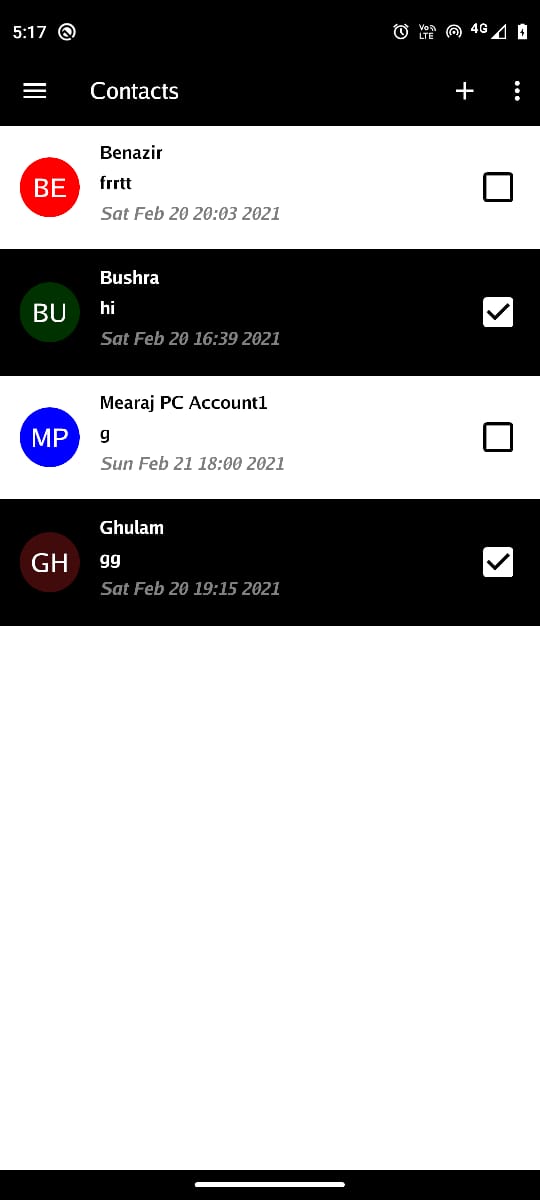 5:17
Vo)) LTE
4G
Contacts
BE
Benazir
frrtt
Sat Feb 20 20:03 2021
BU
Bushra
hi
Sat Feb 20 16:39 2021
MP
Mearaj PC Account1
g
Sun Feb 21 18:00 2021
GH
Ghulam
gg
Sat Feb 20 19:15 2021